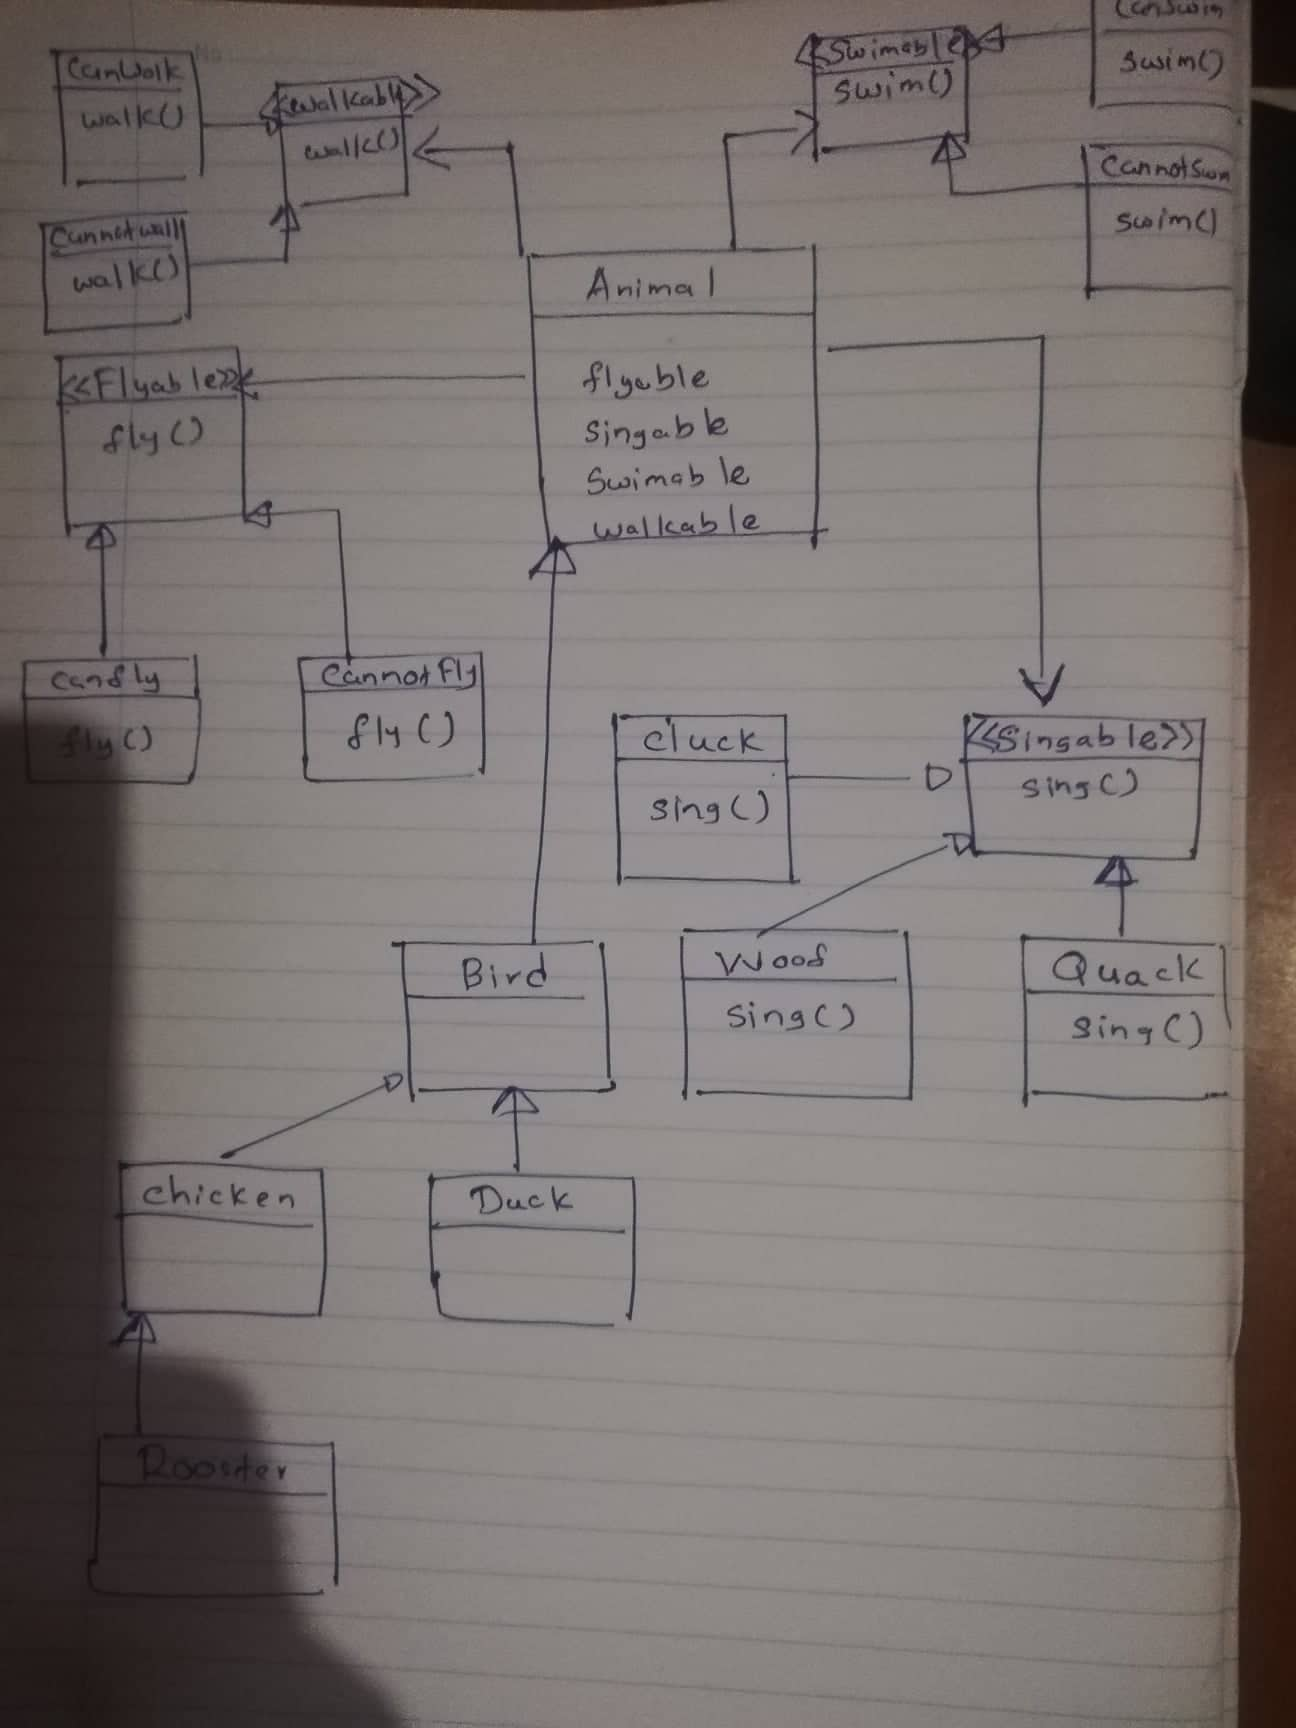 CanWalk
walk()
<<walkable>>
walk()
<<Swimable>>
swim()
CanSwim
swim()
Cannotwalk
walk()
CannotSwm
swim()
Animal
flyable
Singable
Swimable
walkable
<<Flyable>>
fly()
canfly
fly()
Cannotfly
fly()
Cluck
sing()
<<Singable>>
sing()
Bird
Woof
sing()
Quack
sing()
chicken
Duck
Rooster